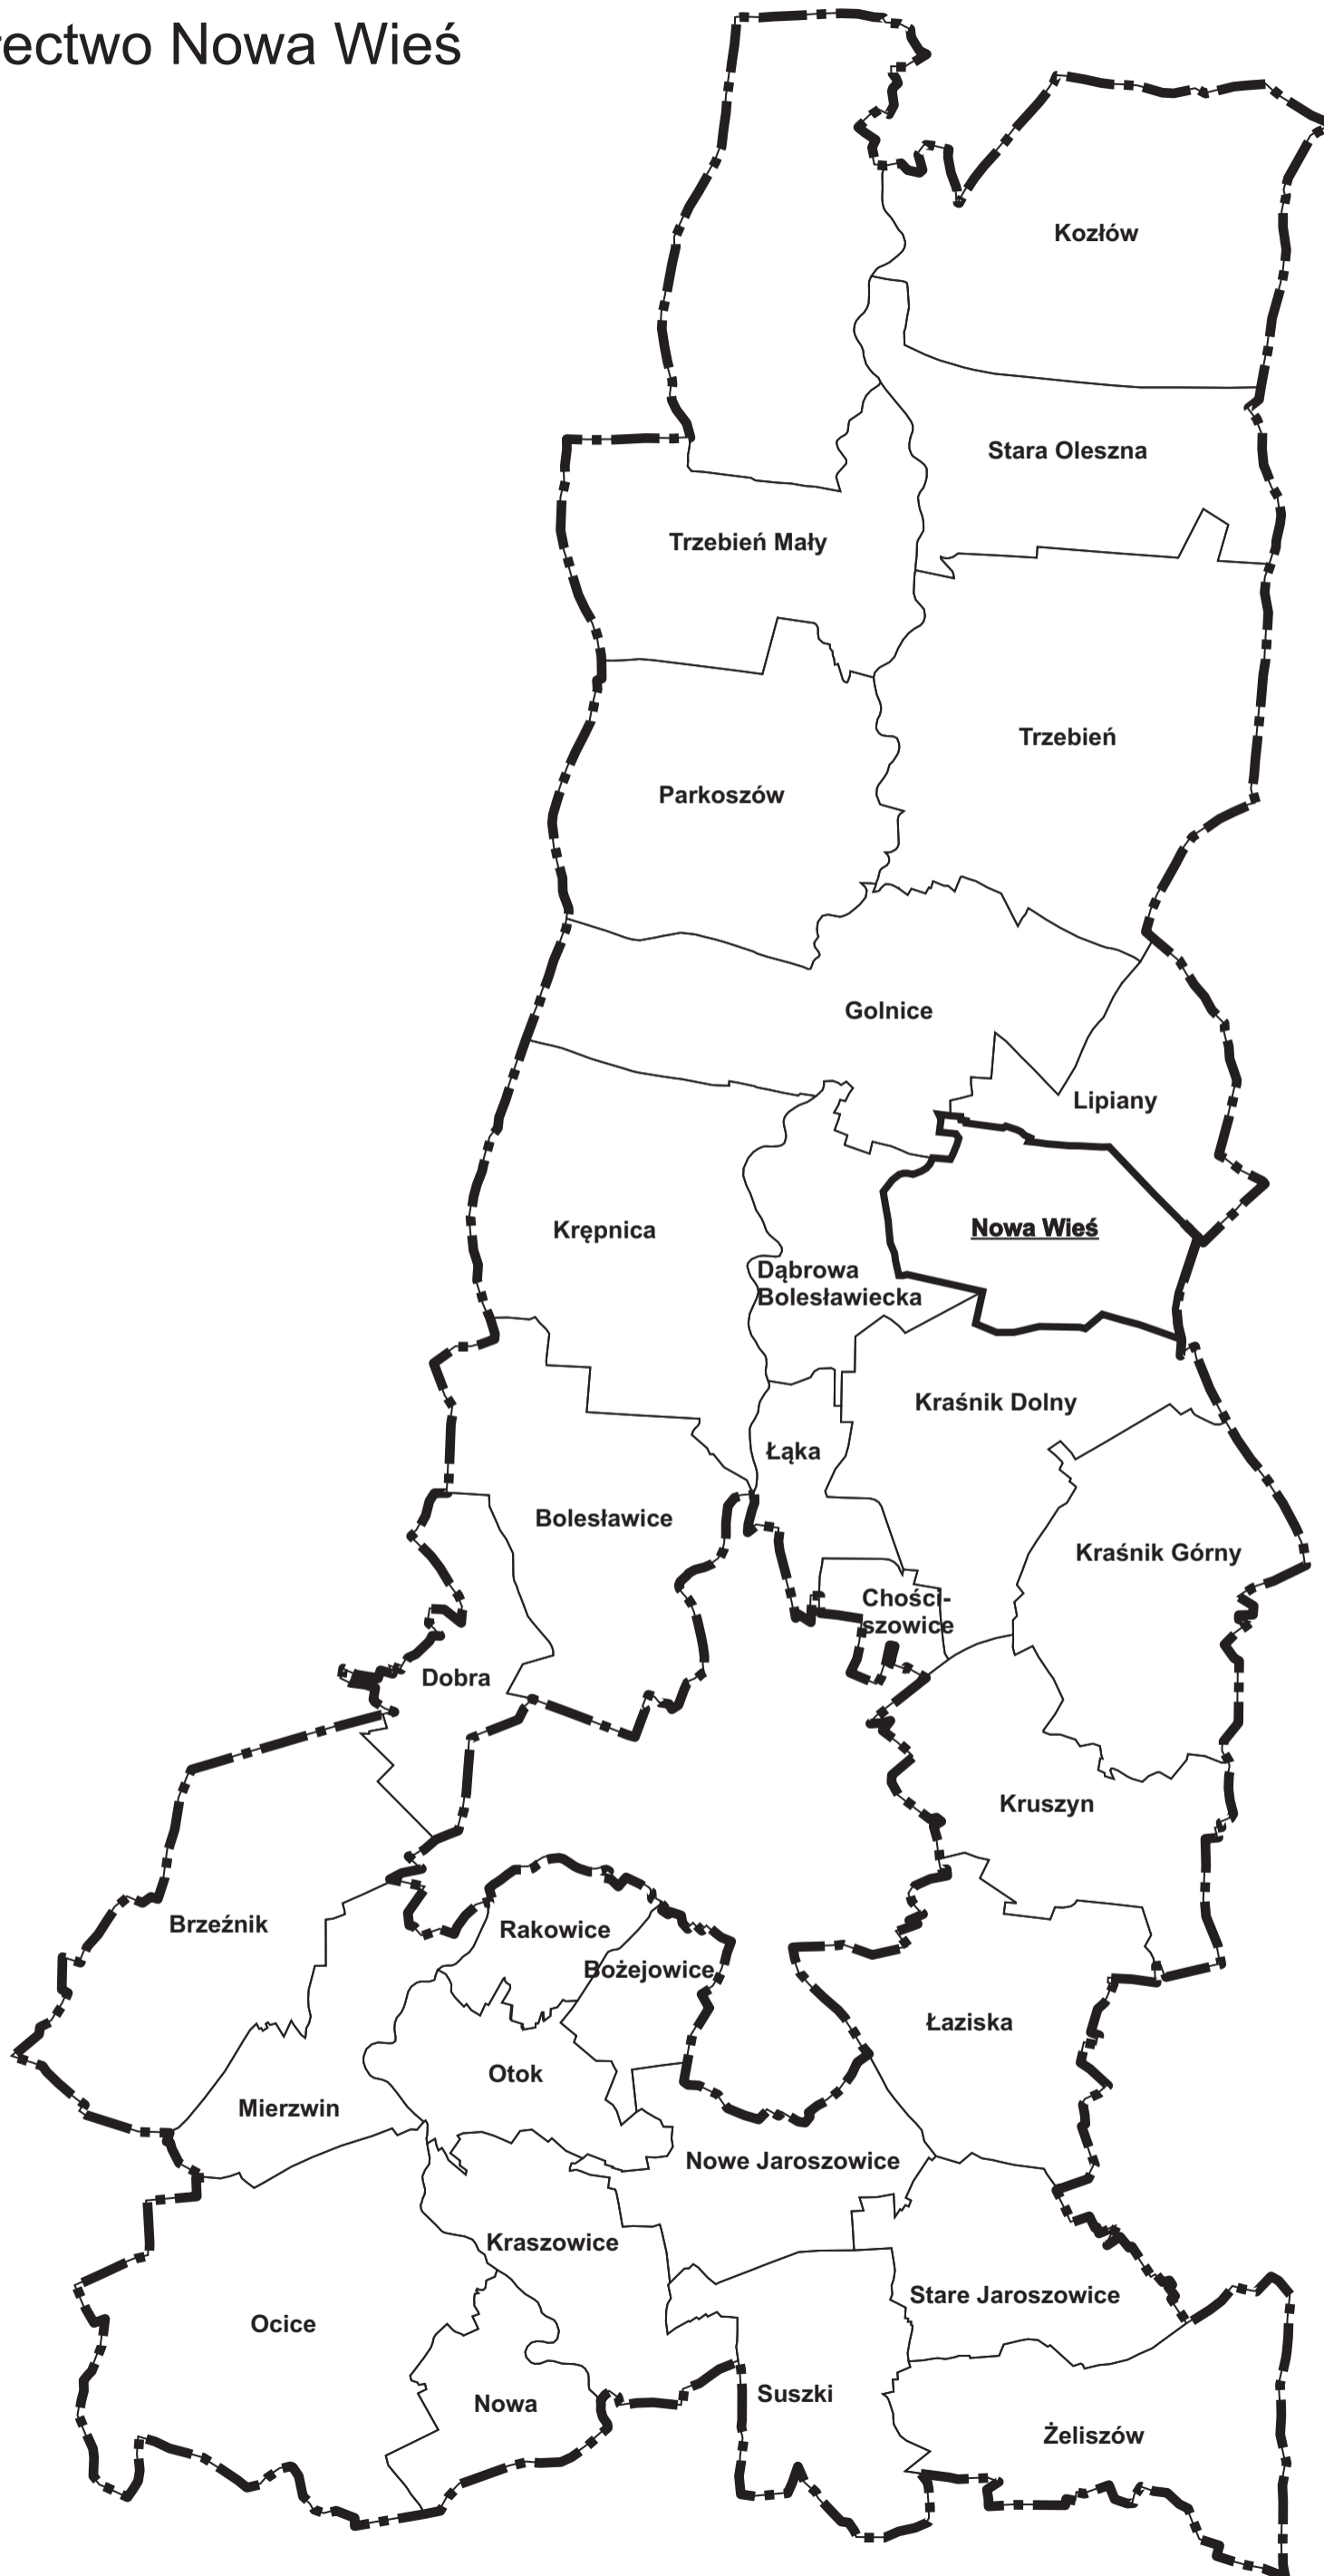 Nowa Wieś
Kozłów
Stara Oleszna
Trzebień Mały
Trzebień
Parkoszów
Golnice
Lipiany
Nowa Wieś
Krępnica
Dąbrowa
Bolesławiecka
Kraśnik Dolny
Łąka
Bolesławice
Kraśnik Górny
Chości-
szowice
Dobra
Kruszyn
Brzeźnik
Rakowice
Bożejowice
Łaziska
Otok
Mierzwin
Nowe Jaroszowice
Kraszowice
Stare Jaroszowice
Ocice
Suszki
Nowa
Żeliszów